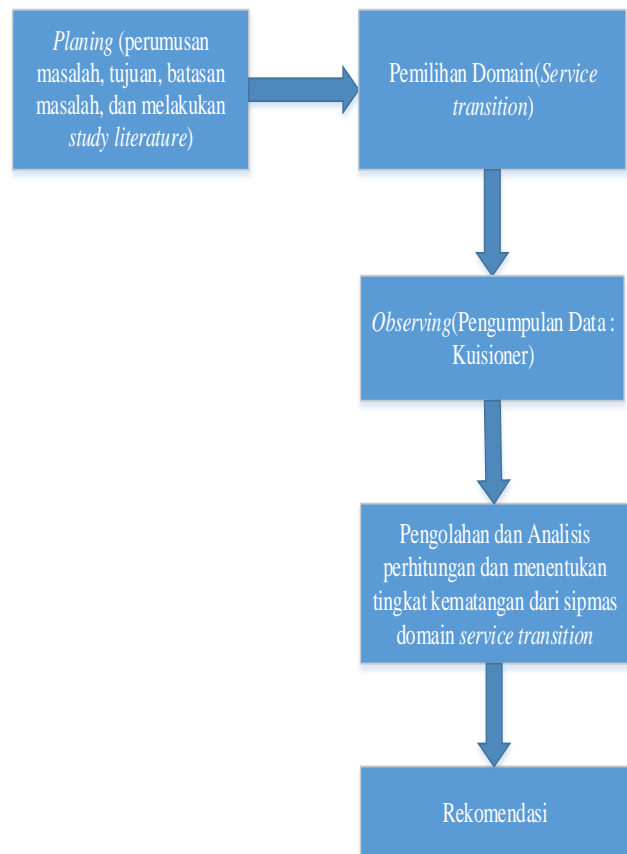 Planing (perumusan
masalah, tujuan, batasan
masalah, dan melakukan
study literature)
Pemilihan Domain(Service
transition)
Observing(Pengumpulan Data :
Kuisioner)
Pengolahan dan Analisis
perhitungan dan menentukan
tingkat kematangan dari sipmas
domain service transition
Rekomendasi